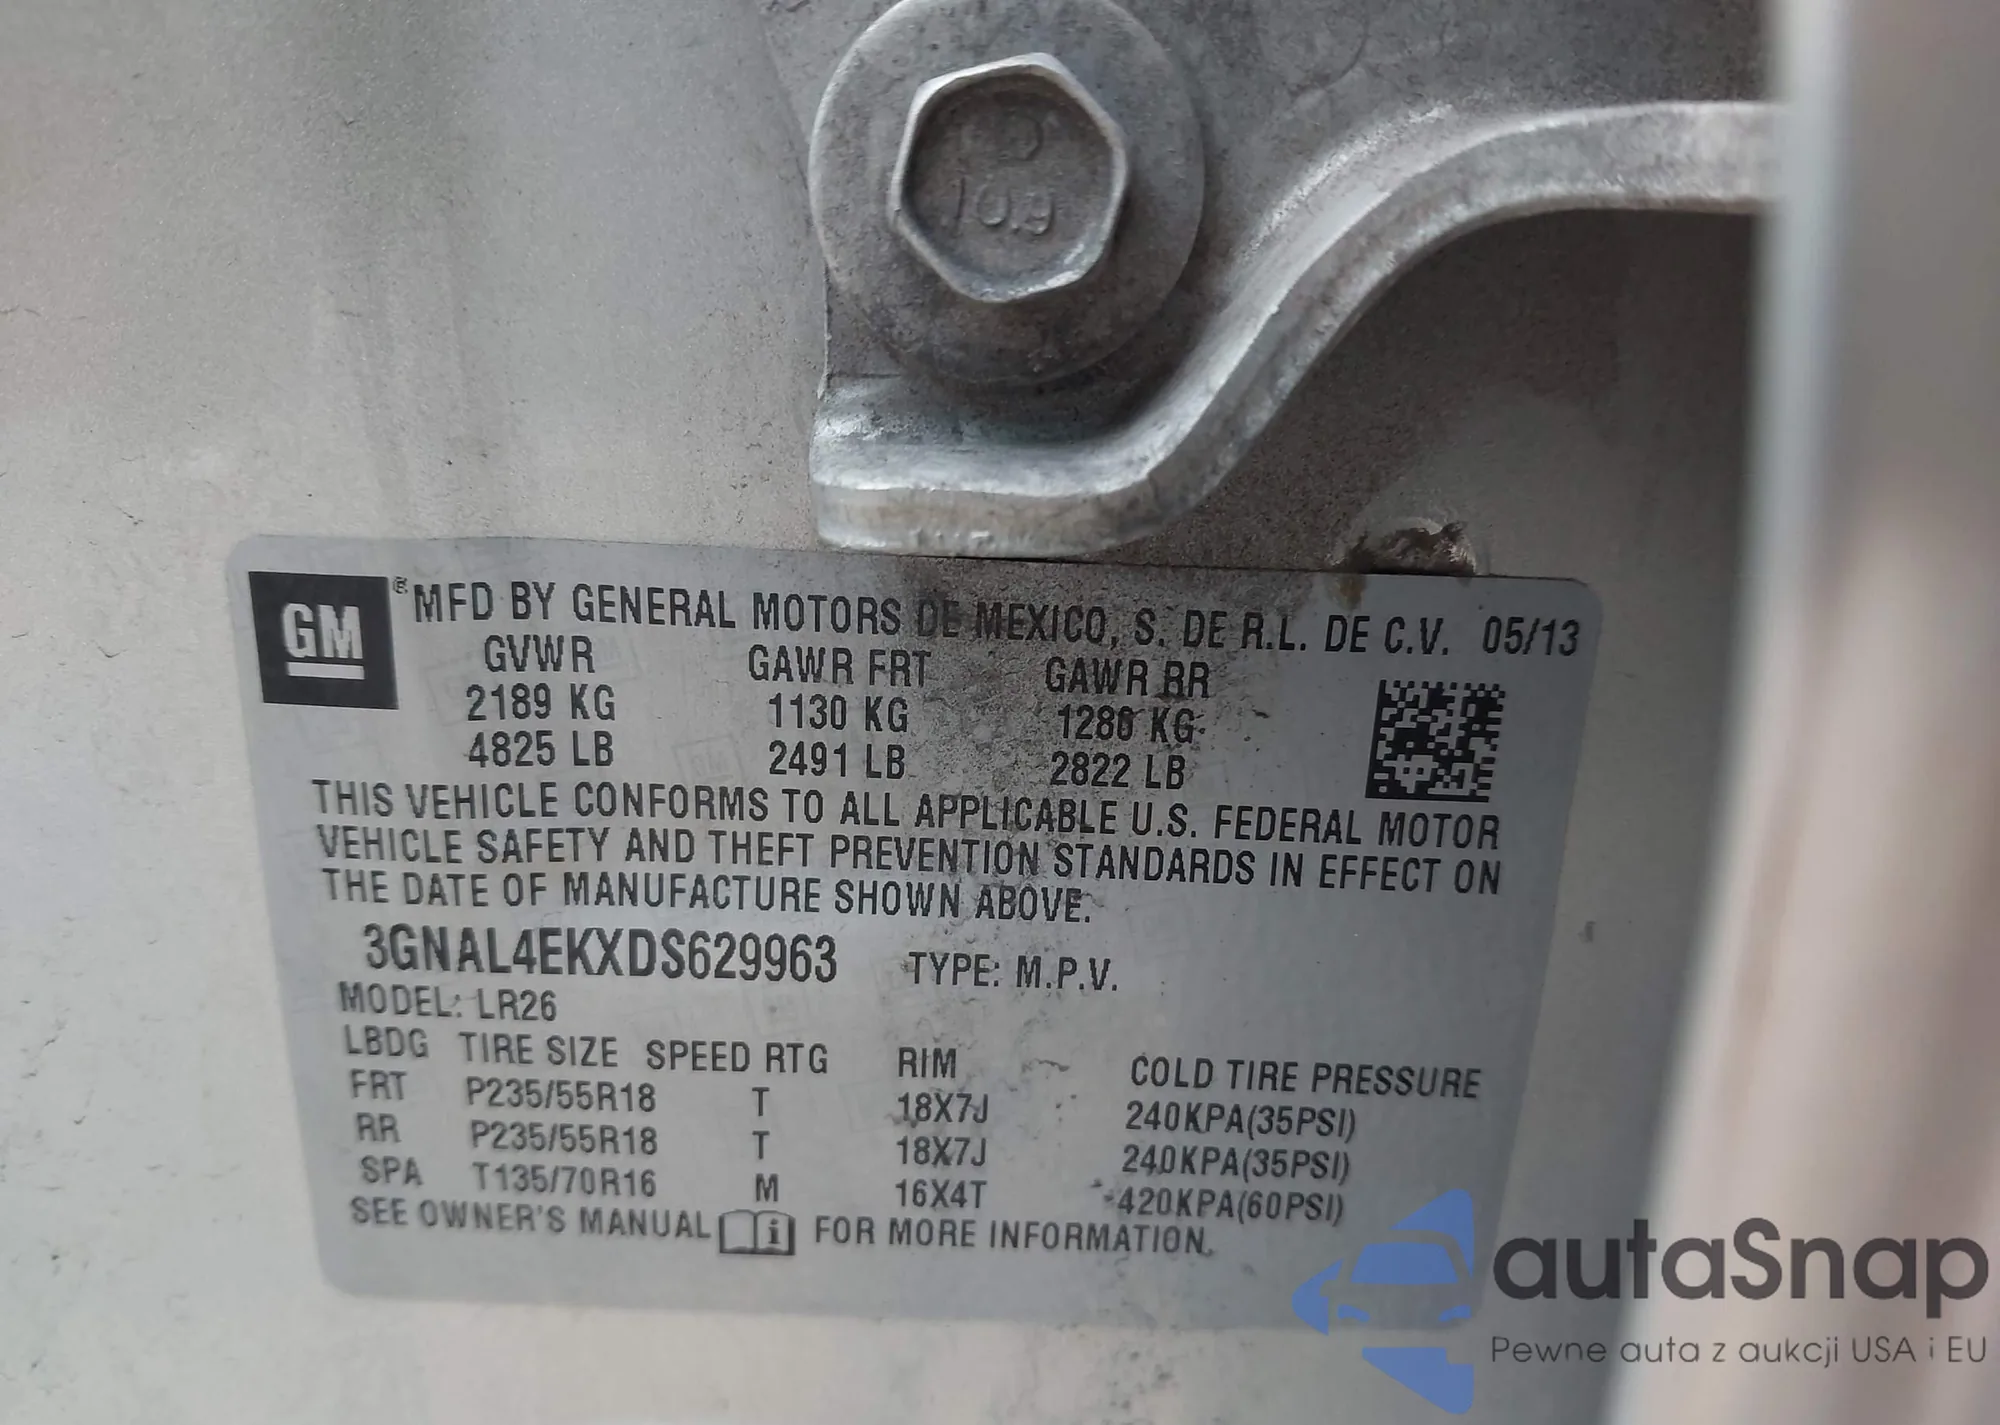 10.9
GM
®MFD BY GENERAL MOTORS DE MEXICO, S. DE R.L. DE C.V. 05/13
GVWR GAWR FRT GAWR RR
2189 KG 1130 KG 1280 KG
4825 LB 2491 LB 2822 LB
THIS VEHICLE CONFORMS TO ALL APPLICABLE U.S. FEDERAL MOTOR
VEHICLE SAFETY AND THEFT PREVENTION STANDARDS IN EFFECT ON
THE DATE OF MANUFACTURE SHOWN ABOVE.
3GNAL4EKXDS629963 TYPE: M.P.V.
MODEL: LR26
LBDG TIRE SIZE SPEED RTG RIM COLD TIRE PRESSURE
FRT P235/55R18 T 18X7J 240KPA(35PSI)
RR P235/55R18 T 18X7J 240KPA(35PSI)
SPA T135/70R16 M 16X4T 420KPA(60PSI)
SEE OWNER'S MANUAL i FOR MORE INFORMATION.
autaSnap
Pewne auta z aukcji USA i EU